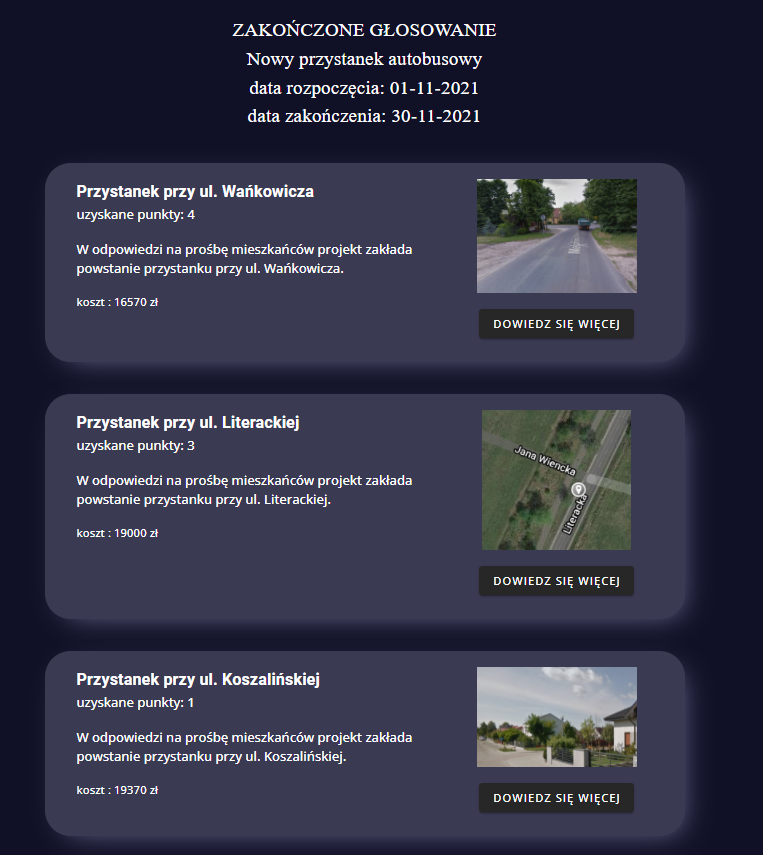 ZAKOŃCZONE GŁOSOWANIE
Nowy przystanek autobusowy
data rozpoczęcia: 01-11-2021
data zakończenia: 30-11-2021
Przystanek przy ul. Wańkowicza
uzyskane punkty: 4
W odpowiedzi na prośbę mieszkańców projekt zakłada
powstanie przystanku przy ul. Wańkowicza.
koszt : 16570 zł
DOWIEDZ SIĘ WIĘCEJ
Przystanek przy ul. Literackiej
uzyskane punkty: 3
W odpowiedzi na prośbę mieszkańców projekt zakłada
powstanie przystanku przy ul. Literackiej.
koszt : 19000 zł
Jana Wiencka
Literacka
DOWIEDZ SIĘ WIĘCEJ
Przystanek przy ul. Koszalińskiej
uzyskane punkty: 1
W odpowiedzi na prośbę mieszkańców projekt zakłada
powstanie przystanku przy ul. Koszalińskiej.
koszt : 19370 zł
DOWIEDZ SIĘ WIĘCEJ